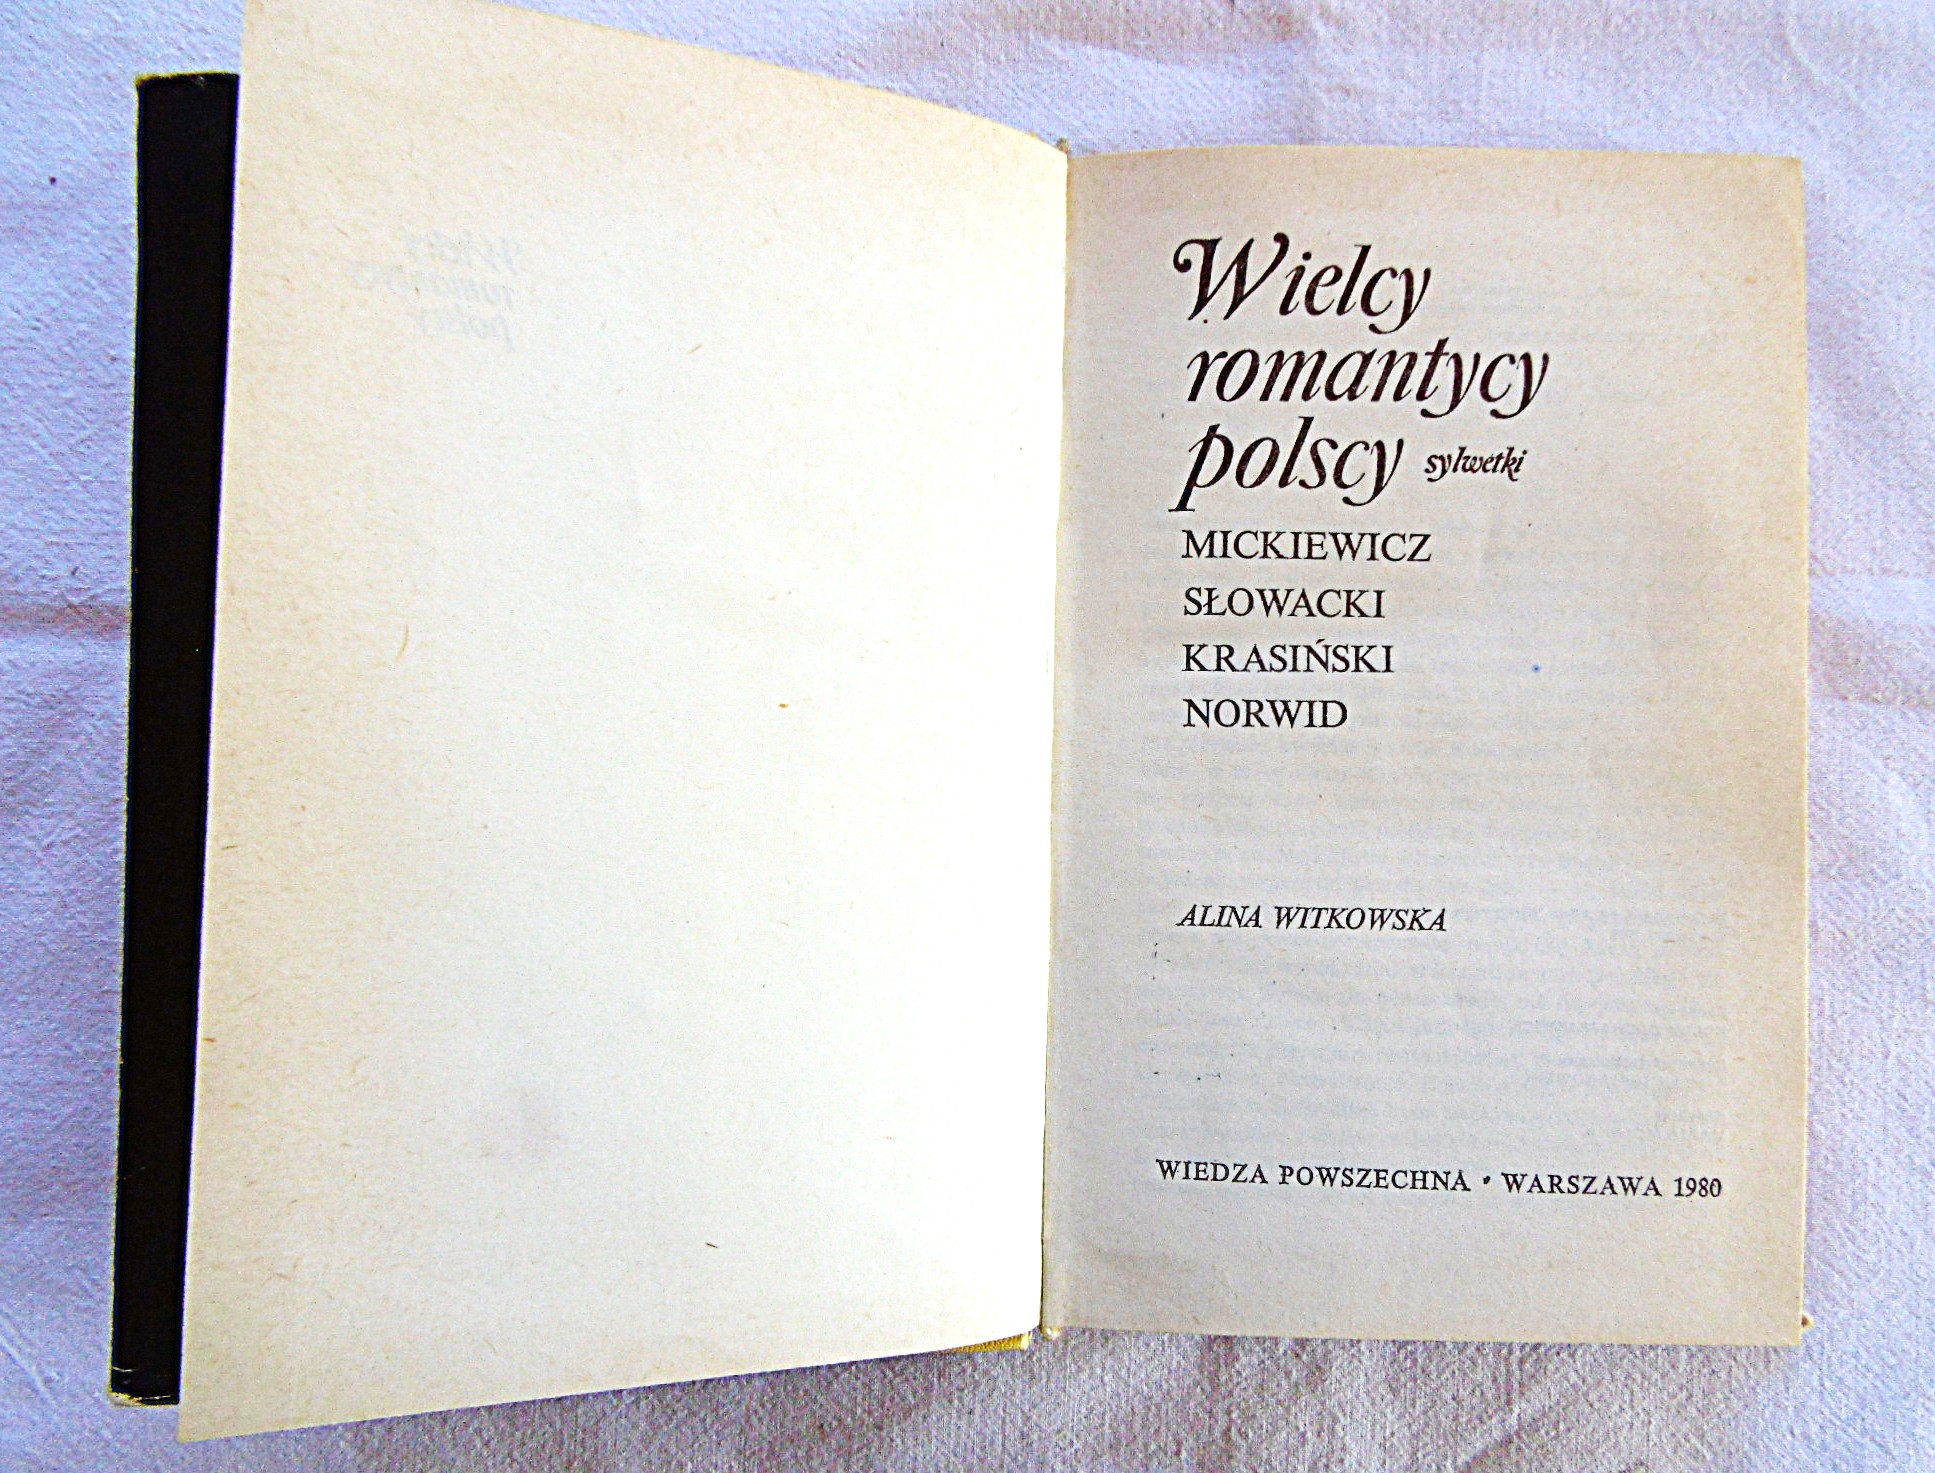 Wielcy
romantycy
polscy sylwetki
MICKIEWICZ
SŁOWACKI
KRASIŃSKI
NORWID
ALINA WITKOWSKA
WIEDZA POWSZECHNA • WARSZAWA 1980